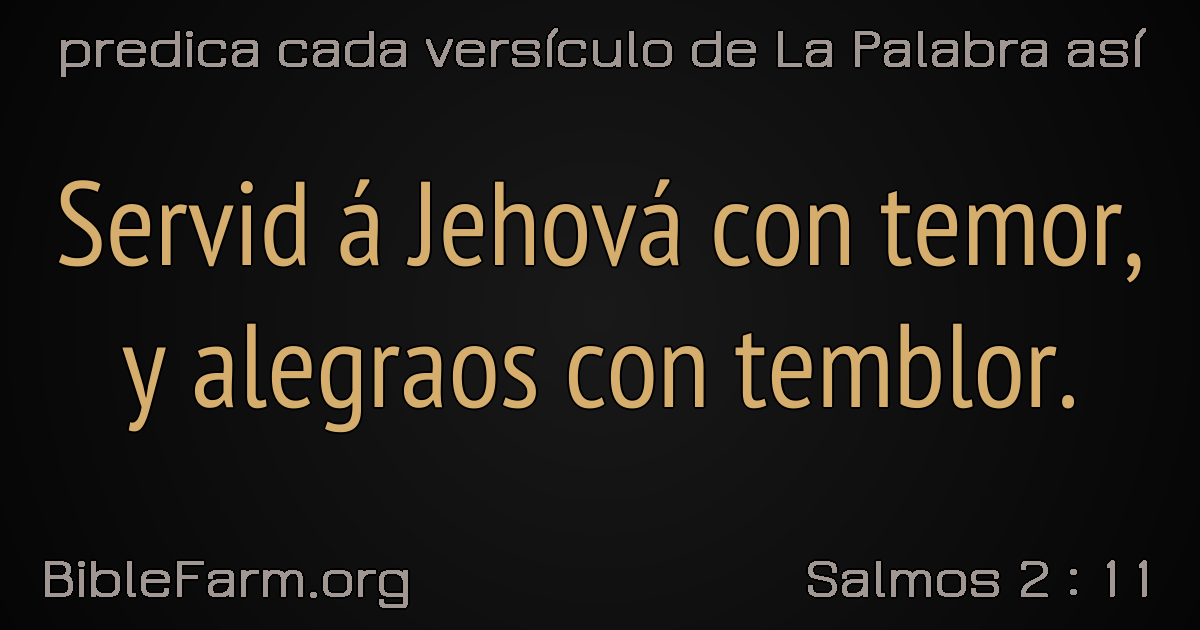 predica cada versículo de La Palabra así
Servid á Jehová con temor,
y alegraos con temblor.
BibleFarm.org
Salmos 2 : 11